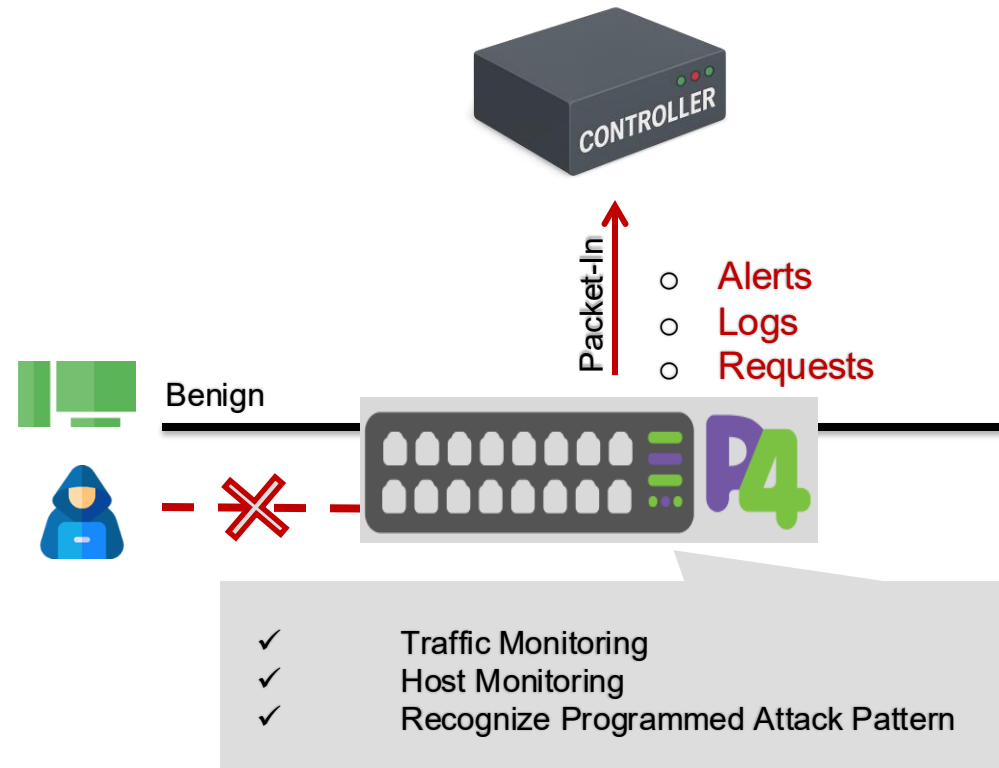 CONTROLLER
Packet-In
Alerts
Logs
Requests
Benign
P4
Traffic Monitoring
Host Monitoring
Recognize Programmed Attack Pattern